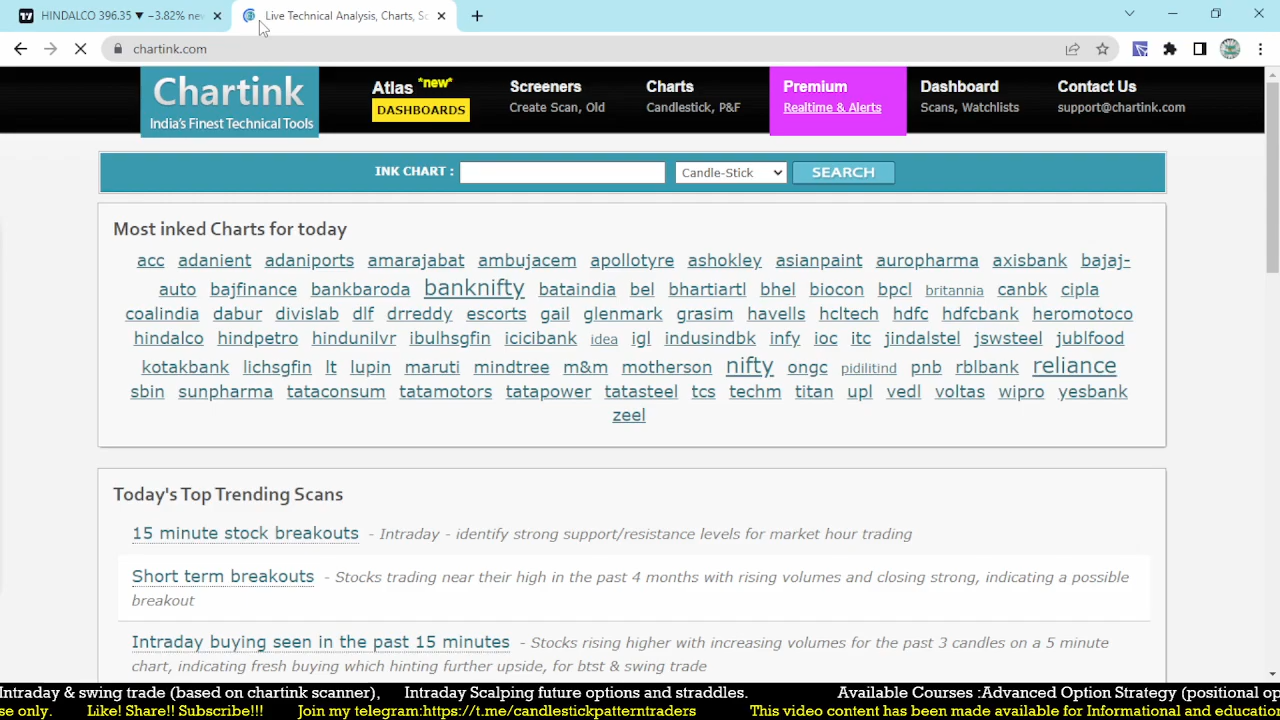 HINDALCO 396.35 ▼ −3.82%
Live Technical Analysis, Charts, Sc
chartink.com
Chartink
India's Finest Technical Tools
Atlas *new*
DASHBOARDS
Screeners
Create Scan, Old
Charts
Candlestick, P&F
Premium
Realtime & Alerts
Dashboard
Scans, Watchlists
Contact Us
support@chartink.com
INK CHART :
Candle-Stick
SEARCH
Most inked Charts for today
acc adanient adaniports amarajabat ambujacem apollotyre ashokley asianpaint auropharma axisbank bajaj-
auto bajfinance bankbaroda banknifty bataindia bel bhartiartl bhel biocon bpcl britannia canbk cipla
coalindia dabur divislab dlf drreddy escorts gail glenmark grasim havells hcltech hdfc hdfcbank heromotoco
hindalco hindpetro hindunilvr ibulhsgfin icicibank idea igl indusindbk infy ioc itc jindalstel jswsteel jublfood
kotakbank lichsgfin lt lupin maruti mindtree m&m motherson nifty ongc pidilitind pnb rblbank reliance
sbin sunpharma tataconsum tatamotors tatapower tatasteel tcs techm titan upl vedl voltas wipro yesbank
zeel
Today's Top Trending Scans
15 minute stock breakouts - Intraday - identify strong support/resistance levels for market hour trading
Short term breakouts - Stocks trading near their high in the past 4 months with rising volumes and closing strong, indicating a possible
breakout
Intraday buying seen in the past 15 minutes - Stocks rising higher with increasing volumes for the past 3 candles on a 5 minute
chart, indicating fresh buying which hinting further upside, for btst & swing trade
Intraday & swing trade (based on chartink scanner), Intraday Scalping future options and straddles. Available Courses :Advanced Option Strategy (positional op
se only. Like! Share!! Subscribe!!! Join my telegram:https://t.me/candlestickpatterntraders This video content has been made available for Informational and education